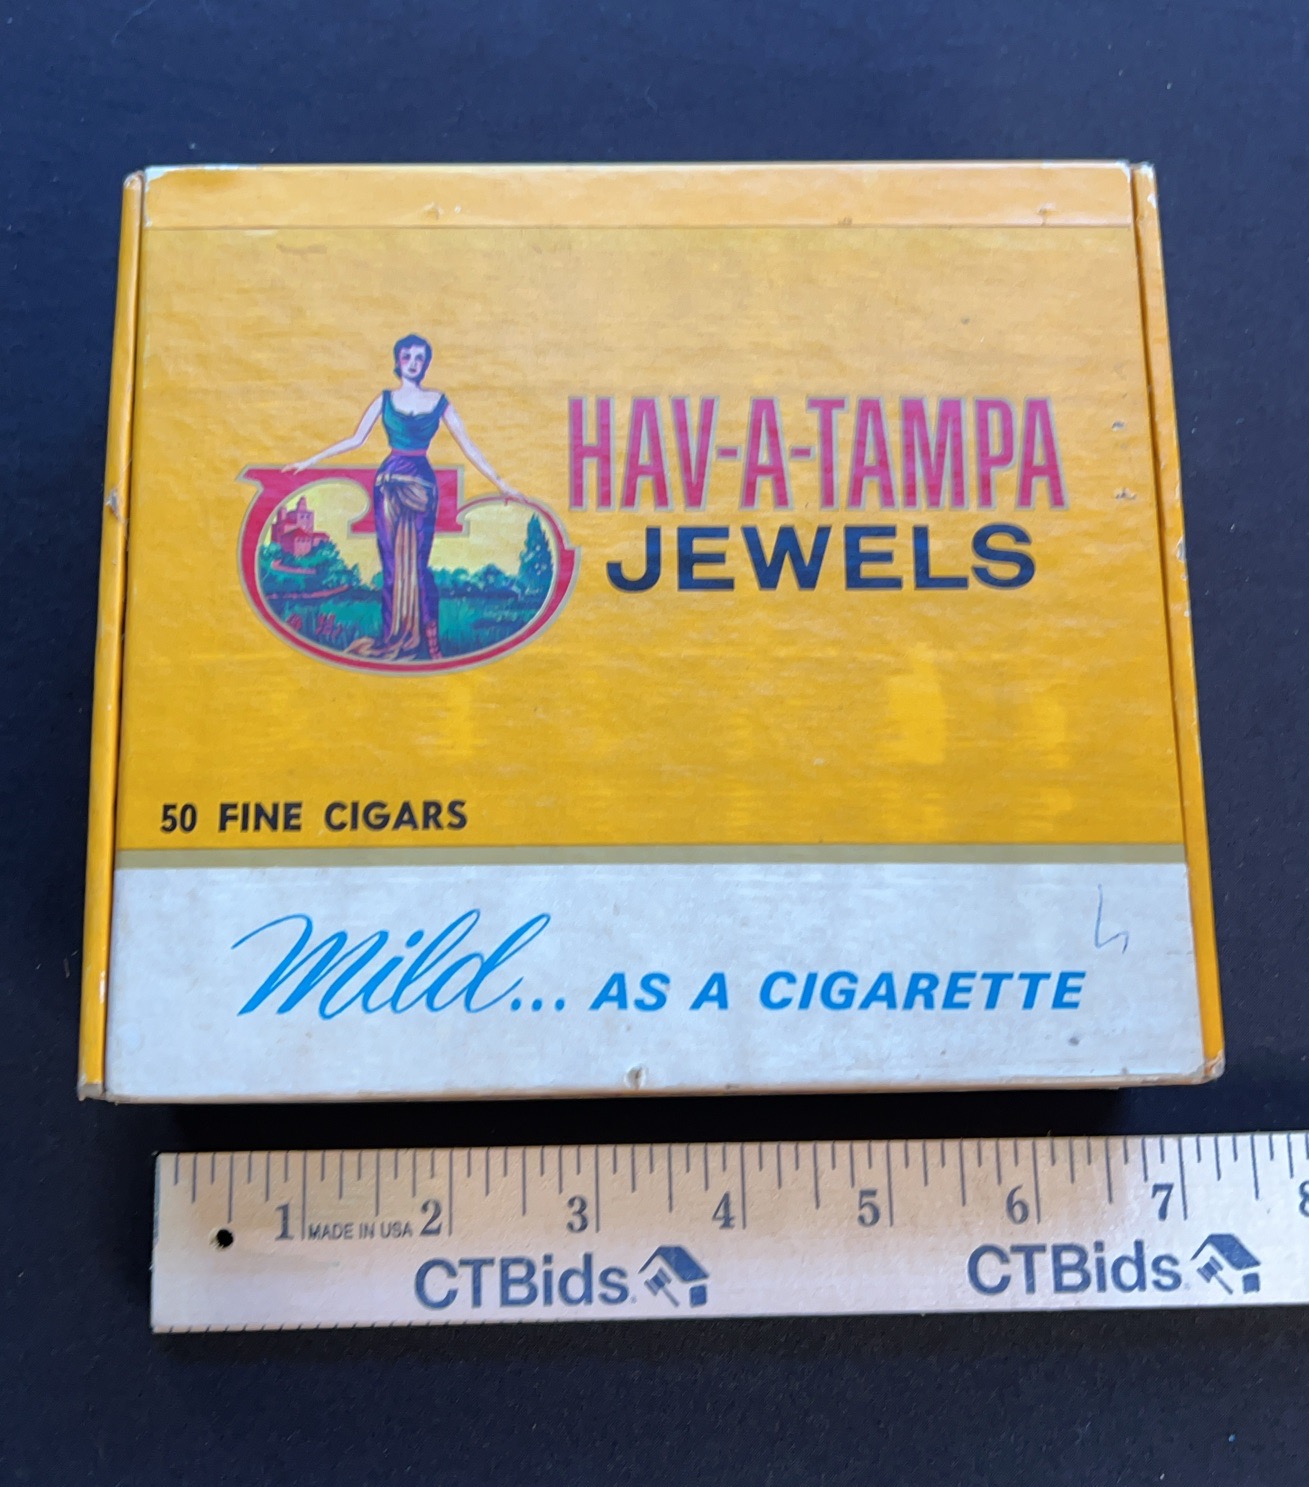 HAV-A-TAMPA
JEWELS
50 FINE CIGARS
Mild... AS A CIGARETTE
1 MADE IN USA 2 3 4 5 6 7 8
CTBids CTBids